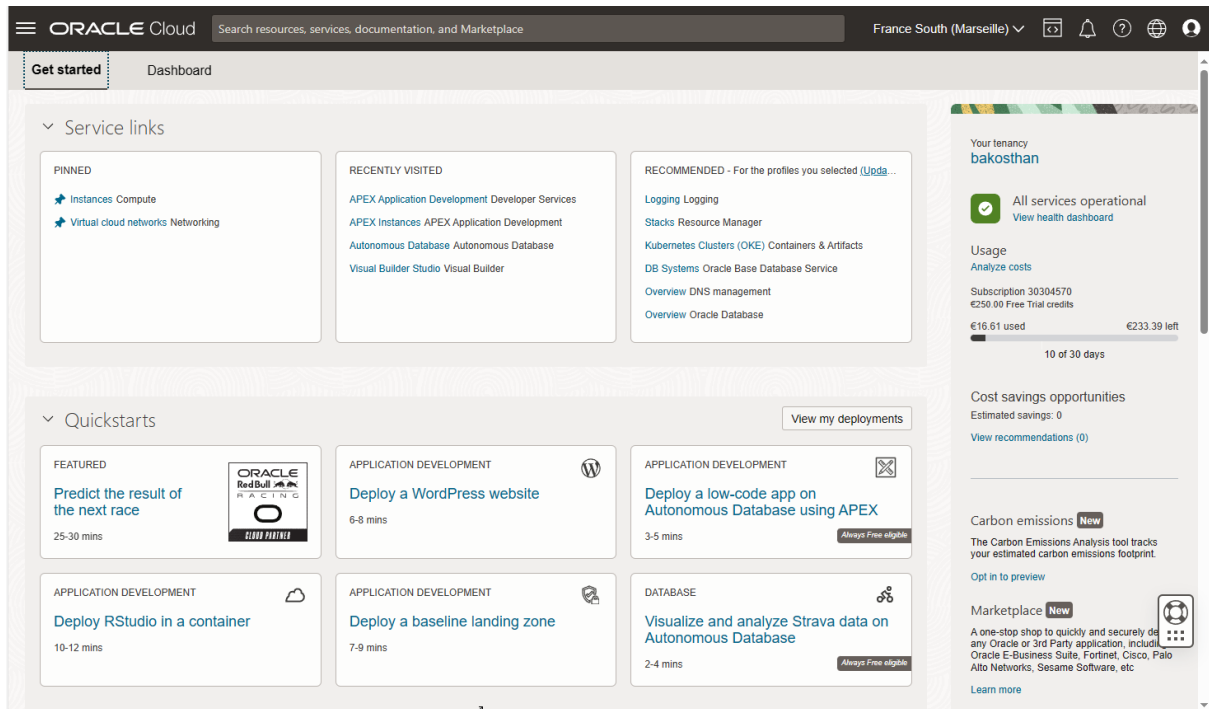 ORACLE Cloud
Search resources, services, documentation, and Marketplace
France South (Marseille)
Get started
Dashboard
Service links
PINNED
Instances Compute
Virtual cloud networks Networking
RECENTLY VISITED
APEX Application Development Developer Services
APEX Instances APEX Application Development
Autonomous Database Autonomous Database
Visual Builder Studio Visual Builder
RECOMMENDED - For the profiles you selected (Upda...
Logging Logging
Stacks Resource Manager
Kubernetes Clusters (OKE) Containers & Artifacts
DB Systems Oracle Base Database Service
Overview DNS management
Overview Oracle Database
Quickstarts
View my deployments
FEATURED
Predict the result of
the next race
25-30 mins
ORACLE
Red Bull
RACING
CLOUD PARTNER
APPLICATION DEVELOPMENT
Deploy a WordPress website
6-8 mins
APPLICATION DEVELOPMENT
Deploy a low-code app on
Autonomous Database using APEX
3-5 mins
Always Free eligible
APPLICATION DEVELOPMENT
Deploy RStudio in a container
10-12 mins
APPLICATION DEVELOPMENT
Deploy a baseline landing zone
7-9 mins
DATABASE
Visualize and analyze Strava data on
Autonomous Database
2-4 mins
Always Free eligible
Your tenancy
bakosthan
All services operational
View health dashboard
Usage
Analyze costs
Subscription 30304570
€250.00 Free Trial credits
€16.61 used
€233.39 left
10 of 30 days
Cost savings opportunities
Estimated savings: 0
View recommendations (0)
Carbon emissions New
The Carbon Emissions Analysis tool tracks
your estimated carbon emissions footprint.
Opt in to preview
Marketplace New
A one-stop shop to quickly and securely de
any Oracle or 3rd Party application, includin
Oracle E-Business Suite, Fortinet, Cisco, Palo
Alto Networks, Sesame Software, etc
Learn more